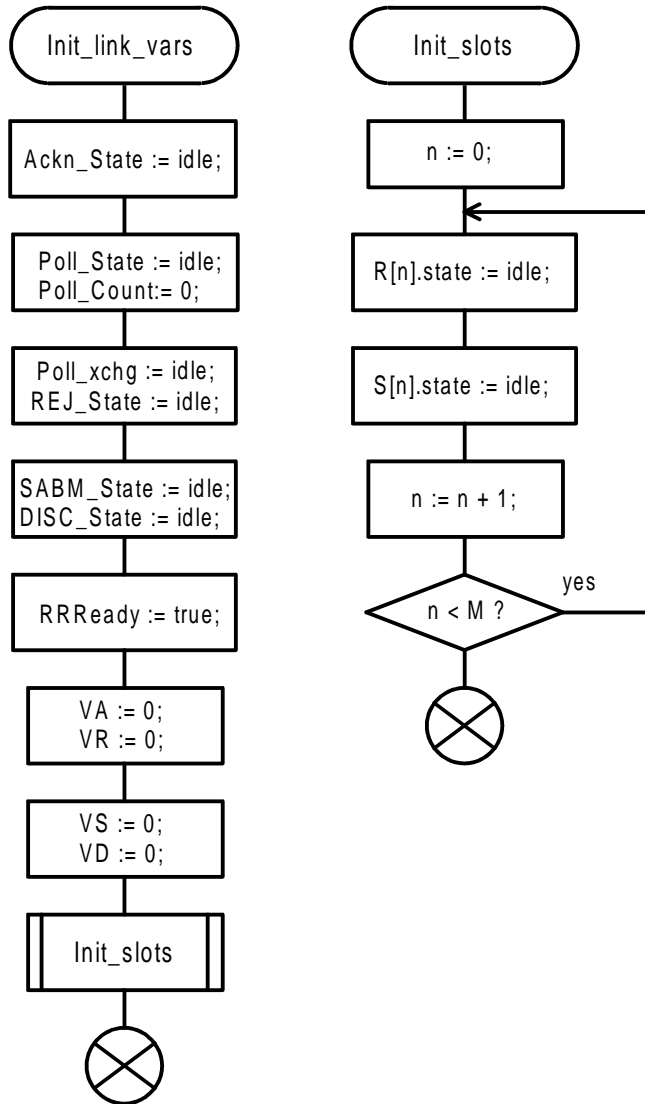 Init_link_vars
Ackn_State := idle;
Poll_State := idle;
Poll_Count:= 0;
Poll_xchg := idle;
REJ_State := idle;
SABM_State := idle;
DISC_State := idle;
RRReady := true;
VA := 0;
VR := 0;
VS := 0;
VD := 0;
Init_slots
Init_slots
n := 0;
R[n].state := idle;
S[n].state := idle;
n := n + 1;
n < M ?
yes